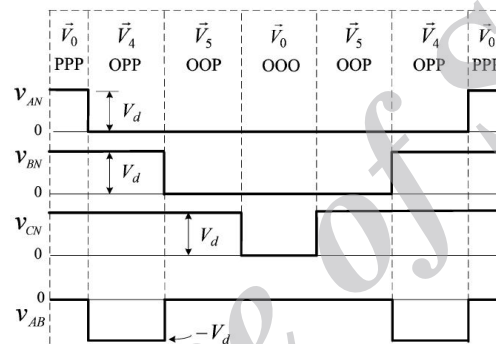 V⃗0 V⃗4 V⃗5 V⃗0 V⃗5 V⃗4 V⃗0
PPP OPP OOP OOO OOP OPP PPP
vAN
Vd
0
vBN
Vd
0
vCN
Vd
0
0
vAB
−Vd
e of S